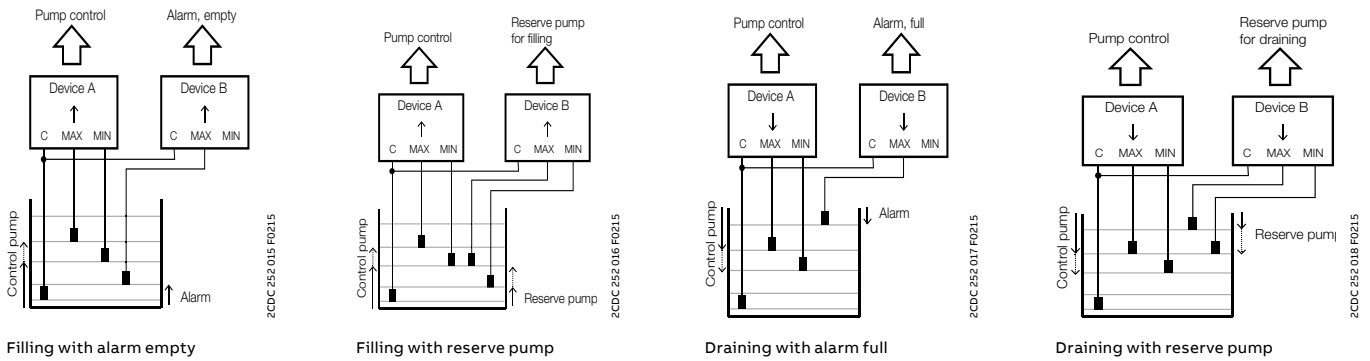 Pump control
Alarm, empty
Device A
Device B
C MAX MIN
C MAX MIN
Control pump
Alarm
2CDC 252 015 F0215
Filling with alarm empty
Pump control
Reserve pump
for filling
Device A
Device B
C MAX MIN
C MAX MIN
Control pump
Reserve pump
2CDC 252 016 F0215
Filling with reserve pump
Pump control
Alarm, full
Device A
Device B
C MAX MIN
C MAX MIN
Control pump
Alarm
2CDC 252 017 F0215
Draining with alarm full
Pump control
Reserve pump
for draining
Device A
Device B
C MAX MIN
C MAX MIN
Control pump
Reserve pump
2CDC 252 018 F0215
Draining with reserve pump